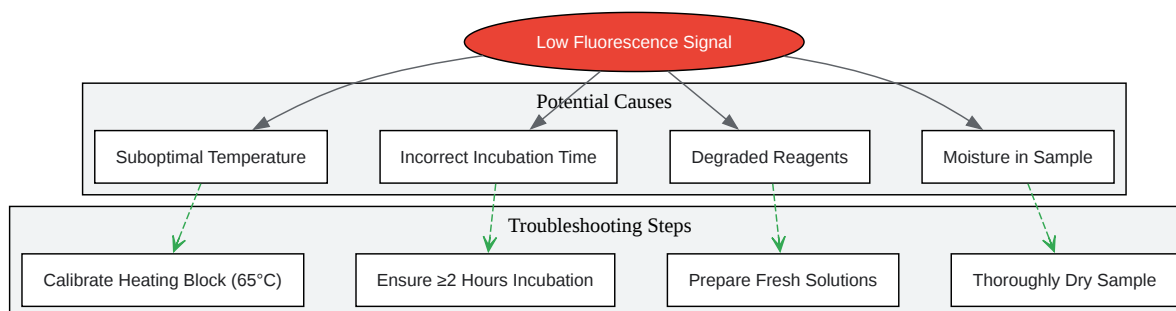 Low Fluorescence Signal
Potential Causes
Suboptimal Temperature
Incorrect Incubation Time
Degraded Reagents
Moisture in Sample
Troubleshooting Steps
Calibrate Heating Block (65°C)
Ensure ≥2 Hours Incubation
Prepare Fresh Solutions
Thoroughly Dry Sample